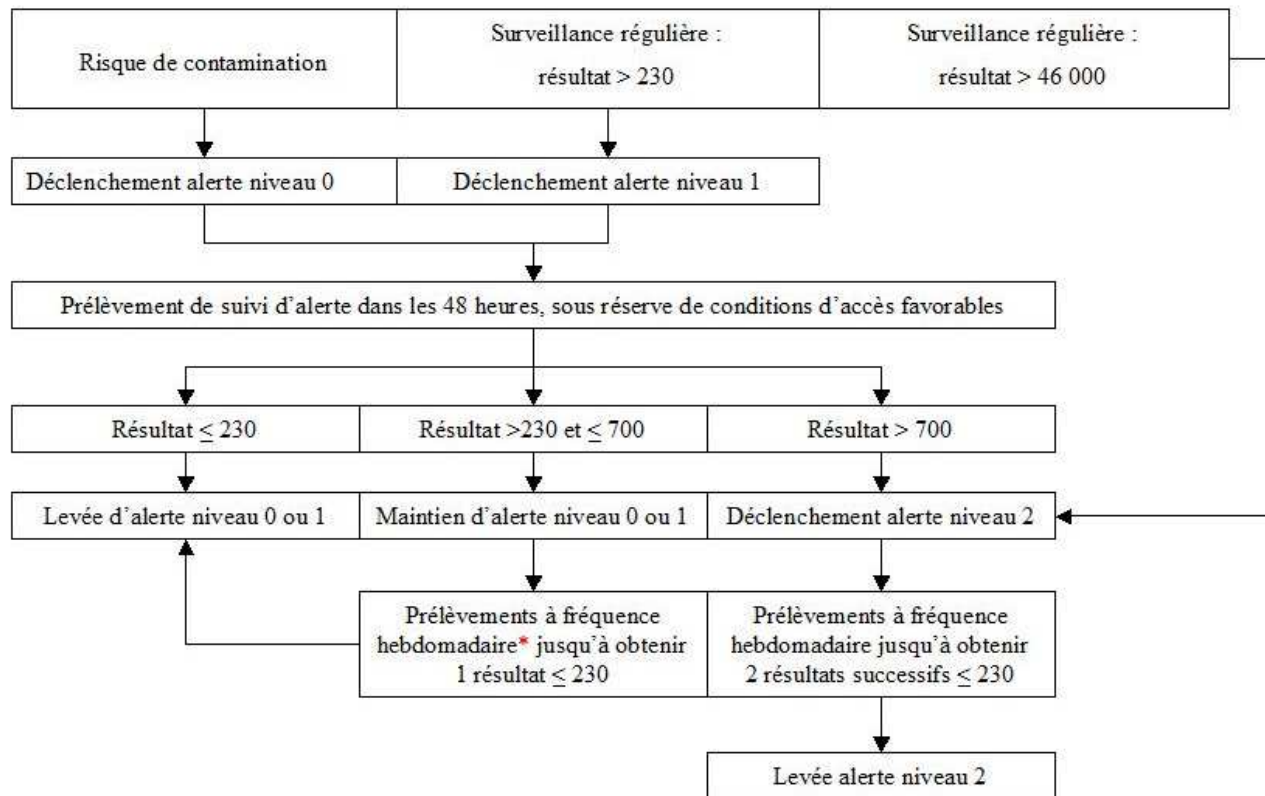 Risque de contamination
Surveillance régulière :
résultat > 230
Surveillance régulière :
résultat > 46 000
Déclenchement alerte niveau 0
Déclenchement alerte niveau 1
Prélèvement de suivi d’alerte dans les 48 heures, sous réserve de conditions d’accès favorables
Résultat ≤ 230
Résultat >230 et ≤ 700
Résultat > 700
Levée d’alerte niveau 0 ou 1
Maintien d’alerte niveau 0 ou 1
Déclenchement alerte niveau 2
Prélèvements à fréquence
hebdomadaire* jusqu’à obtenir
1 résultat ≤ 230
Prélèvements à fréquence
hebdomadaire jusqu’à obtenir
2 résultats successifs ≤ 230
Levée alerte niveau 2